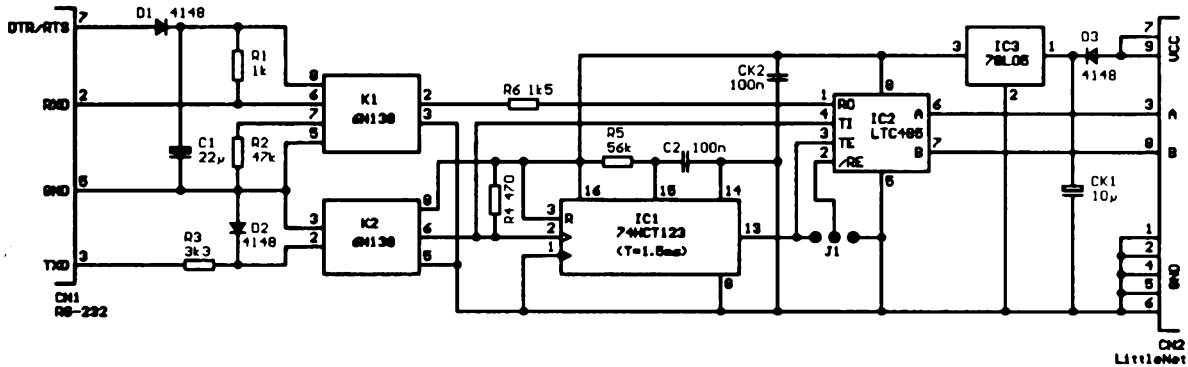 DTR/RTS 7
D1 4148
R1
1k
RXD 2
8
6
7
5
K1
6N138
2
3
C1
22µ
R2
47k
GND 5
D2
4148
R3
3k3
TXD 3
3
2
K2
6N138
8
6
5
CN1
RS-232
R6 1k5
R5
56k
C2 100n
R4 470
16 15 14
3 R
2
1
IC1
74HCT123
(T=1.5ms)
13
8
J1
CK2
100n
1 RO
4 TI
3 TE
2 /RE
8
IC2
LTC485
A 6
B 7
5
3
IC3
78L05
1
2
D3
4148
CK1
10µ
7
9
VCC
3 A
8 B
1
2
4
5
6
GND
CN2
LittleNet